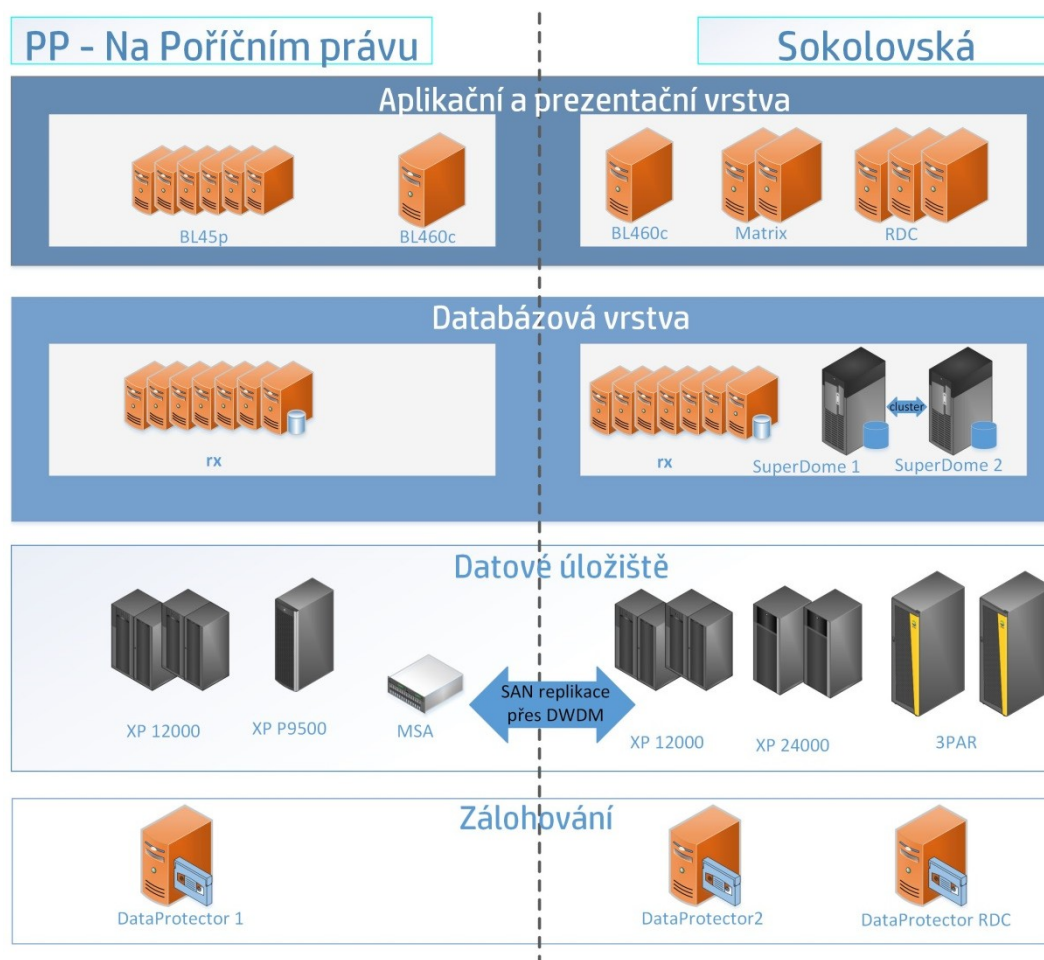 PP - Na Poříčním právu
Sokolovská
Aplikační a prezentační vrstva
BL45p
BL460c
BL460c
Matrix
RDC
Databázová vrstva
rx
rx
cluster
SuperDome 1
SuperDome 2
Datové úložiště
SAN replikace
přes DWDM
XP 12000
XP P9500
MSA
XP 12000
XP 24000
3PAR
Zálohování
DataProtector 1
DataProtector2
DataProtector RDC